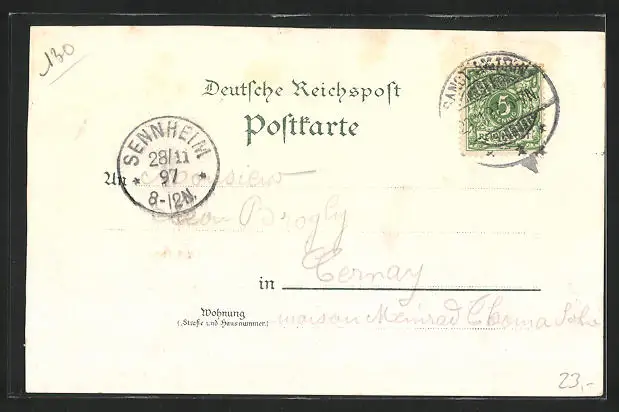 130
Deutsche Reichspost
Postkarte
SENNHEIM
28/11
97
8-12N.
5
An Monsieur
Brogly
in Cernay
Wohnung
(Straße und Hausnummer)
maison Meinrad
23,-